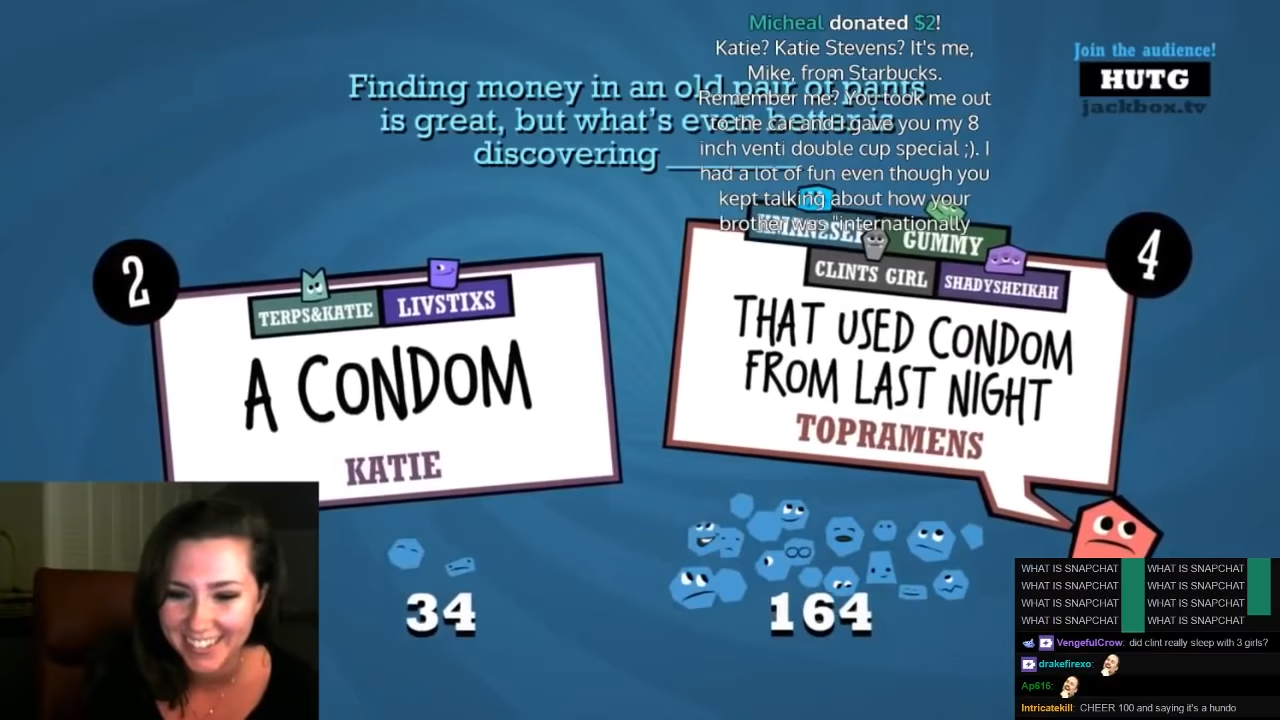 Micheal donated $2!
Katie? Katie Stevens? It's me,
Mike, from Starbucks.
Remember me? You took me out
to the car and I gave you my 8
inch venti double cup special ;). I
had a lot of fun even though you
kept talking about how your
brother was "internationally
Join the audience!
HUTG
jackbox.tv
Finding money in an old pair of pants
is great, but what's even better is
discovering
2
TERPS&KATIE
LIVSTIXS
A CONDOM
KATIE
34
4
GUMMY
CLINTS GIRL
SHADYSHEIKAH
THAT USED CONDOM
FROM LAST NIGHT
TOPRAMENS
164
WHAT IS SNAPCHAT WHAT IS SNAPCHAT
WHAT IS SNAPCHAT WHAT IS SNAPCHAT
WHAT IS SNAPCHAT WHAT IS SNAPCHAT
WHAT IS SNAPCHAT WHAT IS SNAPCHAT
VengefulCrow: did clint really sleep with 3 girls?
drakefirexo:
Ap616:
Intricatekill: CHEER 100 and saying it's a hundo